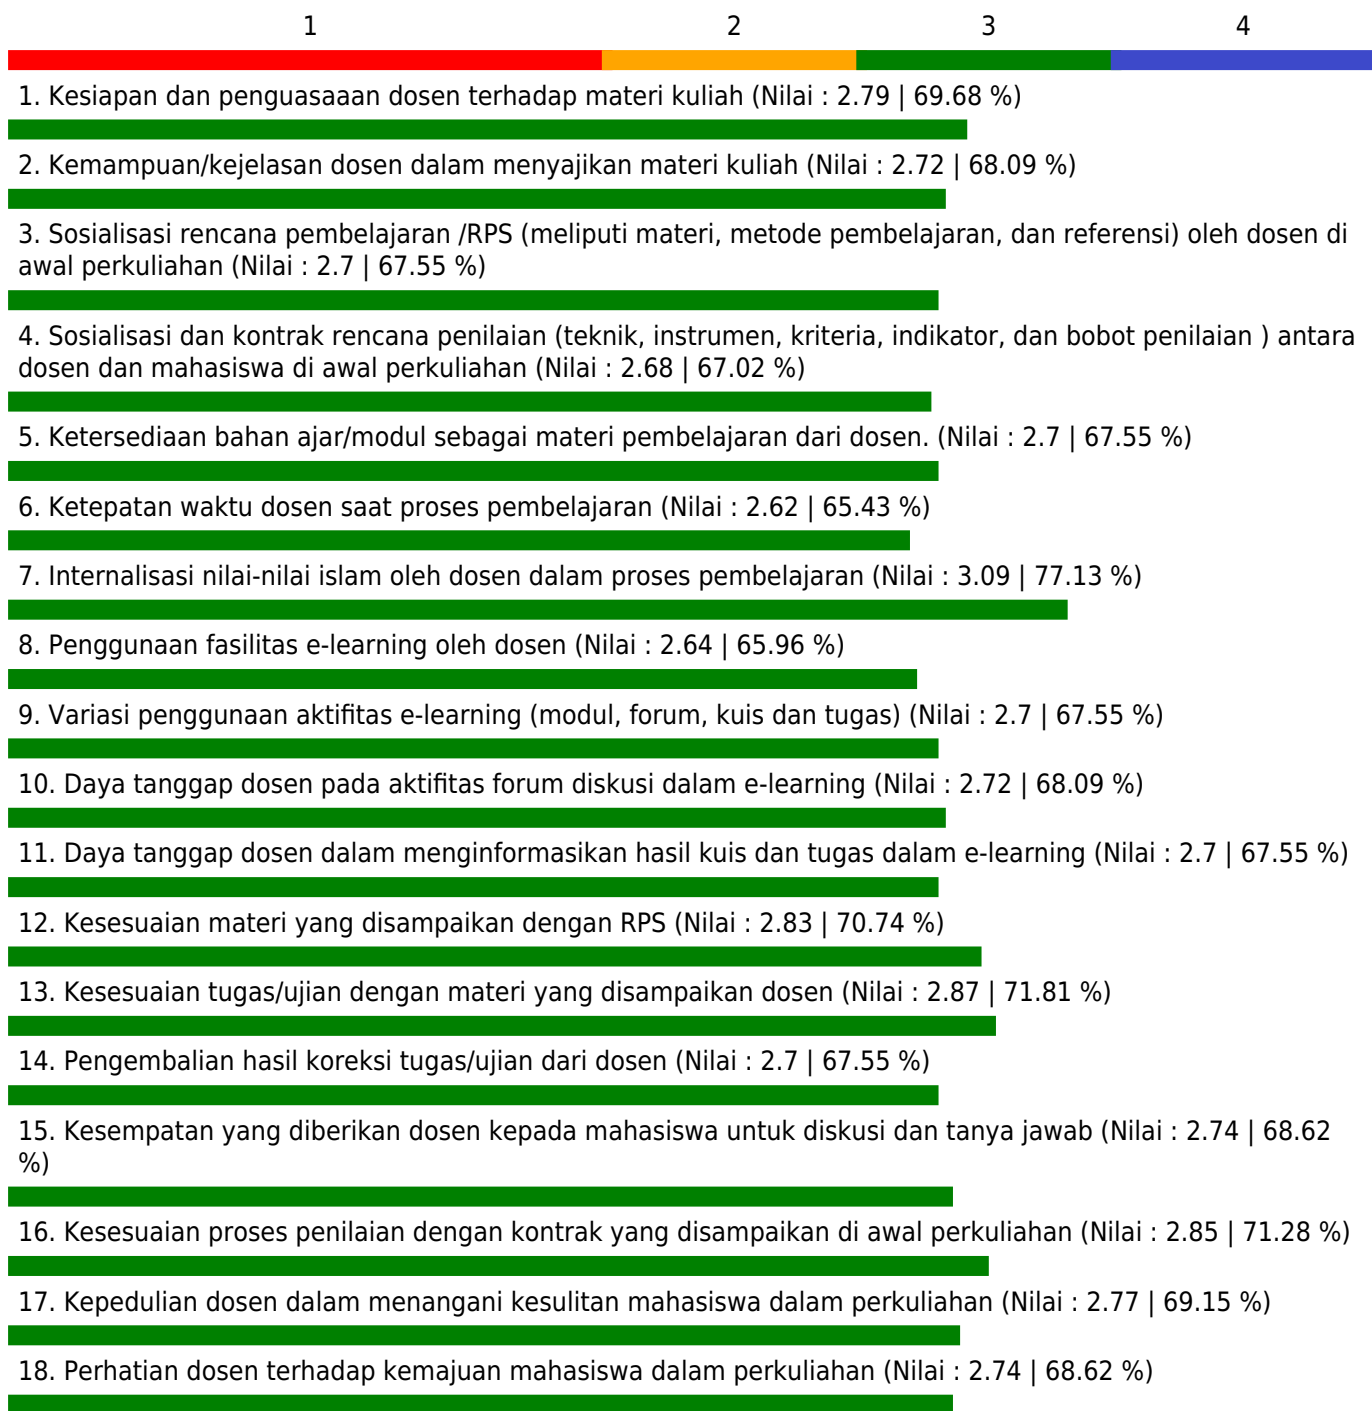 1 2 3 4
1. Kesiapan dan penguasaaan dosen terhadap materi kuliah (Nilai : 2.79 | 69.68 %)
2. Kemampuan/kejelasan dosen dalam menyajikan materi kuliah (Nilai : 2.72 | 68.09 %)
3. Sosialisasi rencana pembelajaran /RPS (meliputi materi, metode pembelajaran, dan referensi) oleh dosen di
awal perkuliahan (Nilai : 2.7 | 67.55 %)
4. Sosialisasi dan kontrak rencana penilaian (teknik, instrumen, kriteria, indikator, dan bobot penilaian ) antara
dosen dan mahasiswa di awal perkuliahan (Nilai : 2.68 | 67.02 %)
5. Ketersediaan bahan ajar/modul sebagai materi pembelajaran dari dosen. (Nilai : 2.7 | 67.55 %)
6. Ketepatan waktu dosen saat proses pembelajaran (Nilai : 2.62 | 65.43 %)
7. Internalisasi nilai-nilai islam oleh dosen dalam proses pembelajaran (Nilai : 3.09 | 77.13 %)
8. Penggunaan fasilitas e-learning oleh dosen (Nilai : 2.64 | 65.96 %)
9. Variasi penggunaan aktifitas e-learning (modul, forum, kuis dan tugas) (Nilai : 2.7 | 67.55 %)
10. Daya tanggap dosen pada aktifitas forum diskusi dalam e-learning (Nilai : 2.72 | 68.09 %)
11. Daya tanggap dosen dalam menginformasikan hasil kuis dan tugas dalam e-learning (Nilai : 2.7 | 67.55 %)
12. Kesesuaian materi yang disampaikan dengan RPS (Nilai : 2.83 | 70.74 %)
13. Kesesuaian tugas/ujian dengan materi yang disampaikan dosen (Nilai : 2.87 | 71.81 %)
14. Pengembalian hasil koreksi tugas/ujian dari dosen (Nilai : 2.7 | 67.55 %)
15. Kesempatan yang diberikan dosen kepada mahasiswa untuk diskusi dan tanya jawab (Nilai : 2.74 | 68.62
%)
16. Kesesuaian proses penilaian dengan kontrak yang disampaikan di awal perkuliahan (Nilai : 2.85 | 71.28 %)
17. Kepedulian dosen dalam menangani kesulitan mahasiswa dalam perkuliahan (Nilai : 2.77 | 69.15 %)
18. Perhatian dosen terhadap kemajuan mahasiswa dalam perkuliahan (Nilai : 2.74 | 68.62 %)